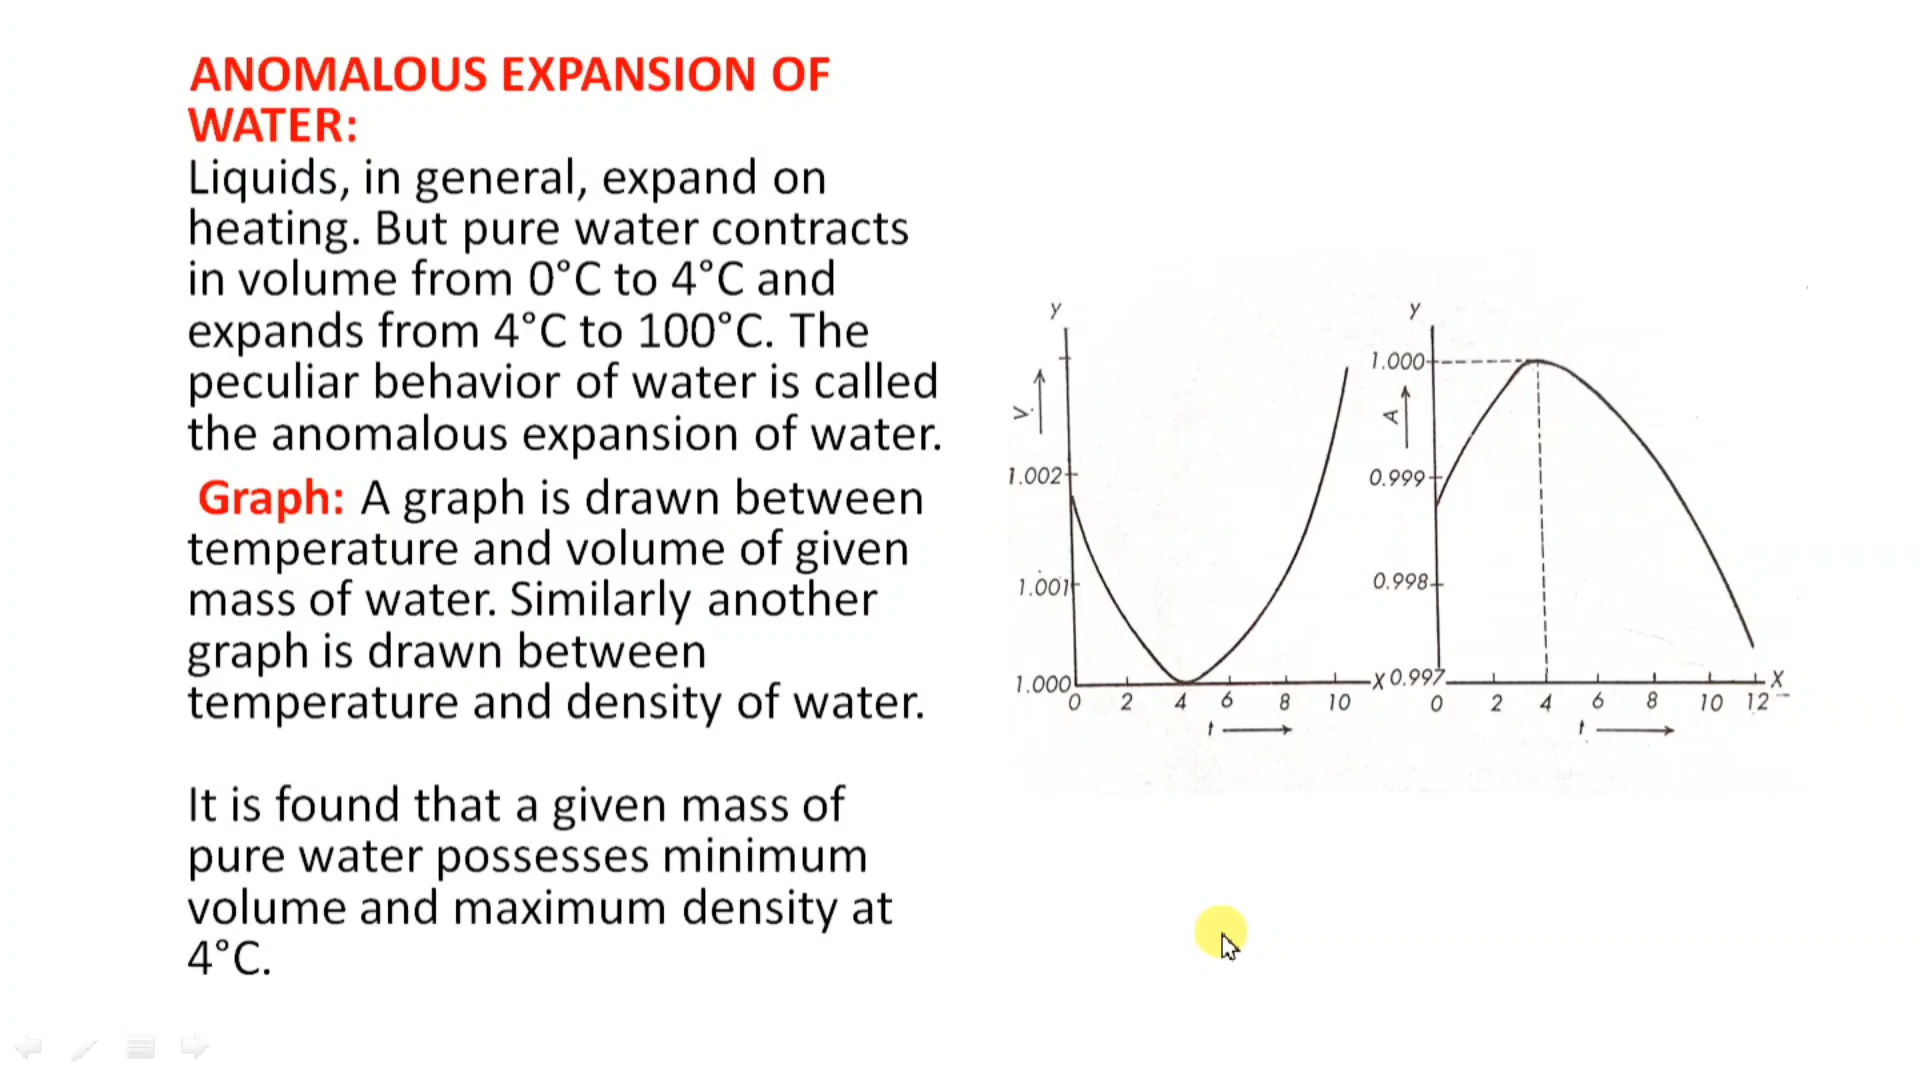 ANOMALOUS EXPANSION OF
WATER:
Liquids, in general, expand on
heating. But pure water contracts
in volume from 0°C to 4°C and
expands from 4°C to 100°C. The
peculiar behavior of water is called
the anomalous expansion of water.
Graph: A graph is drawn between
temperature and volume of given
mass of water. Similarly another
graph is drawn between
temperature and density of water.
It is found that a given mass of
pure water possesses minimum
volume and maximum density at
4°C.
Y
V
1.002
1.001
1.000
X
0 2 4 6 8 10
t
Y
1.000
A
0.999
0.998
0.997
X
0 2 4 6 8 10 12
t